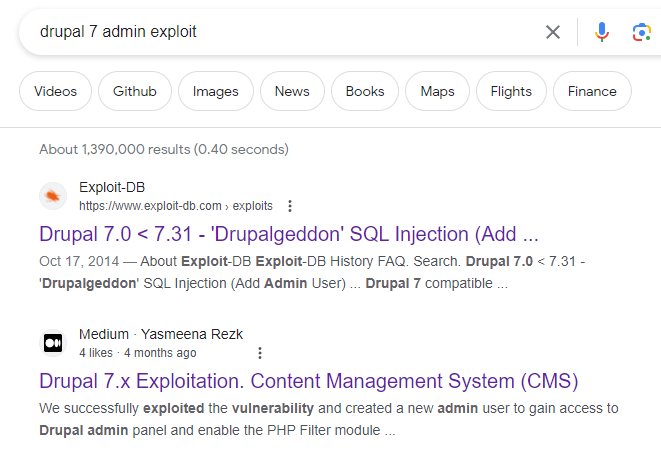 drupal 7 admin exploit
Videos Github Images News Books Maps Flights Finance
About 1,390,000 results (0.40 seconds)
Exploit-DB
https://www.exploit-db.com › exploits
Drupal 7.0 < 7.31 - 'Drupalgeddon' SQL Injection (Add ...
Oct 17, 2014 — About Exploit-DB Exploit-DB History FAQ. Search. Drupal 7.0 < 7.31 -
'Drupalgeddon' SQL Injection (Add Admin User) ... Drupal 7 compatible ...
Medium · Yasmeena Rezk
4 likes · 4 months ago
Drupal 7.x Exploitation. Content Management System (CMS)
We successfully exploited the vulnerability and created a new admin user to gain access to
Drupal admin panel and enable the PHP Filter module ...